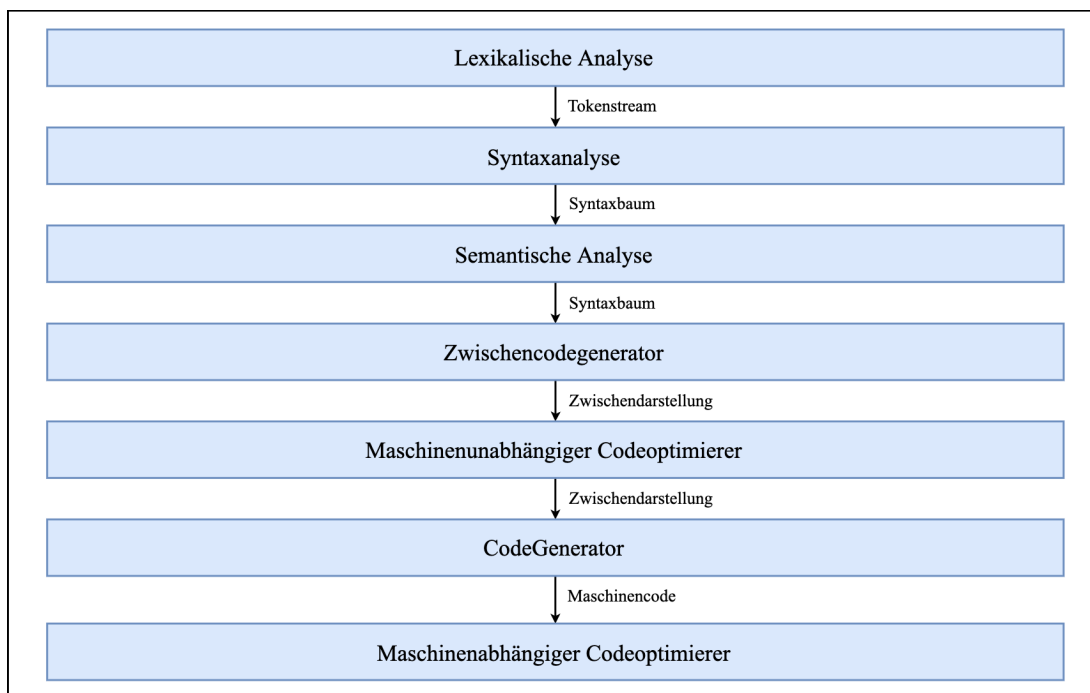 Lexikalische Analyse
Tokenstream
Syntaxanalyse
Syntaxbaum
Semantische Analyse
Syntaxbaum
Zwischencodegenerator
Zwischendarstellung
Maschinenunabhängiger Codeoptimierer
Zwischendarstellung
CodeGenerator
Maschinencode
Maschinenabhängiger Codeoptimierer